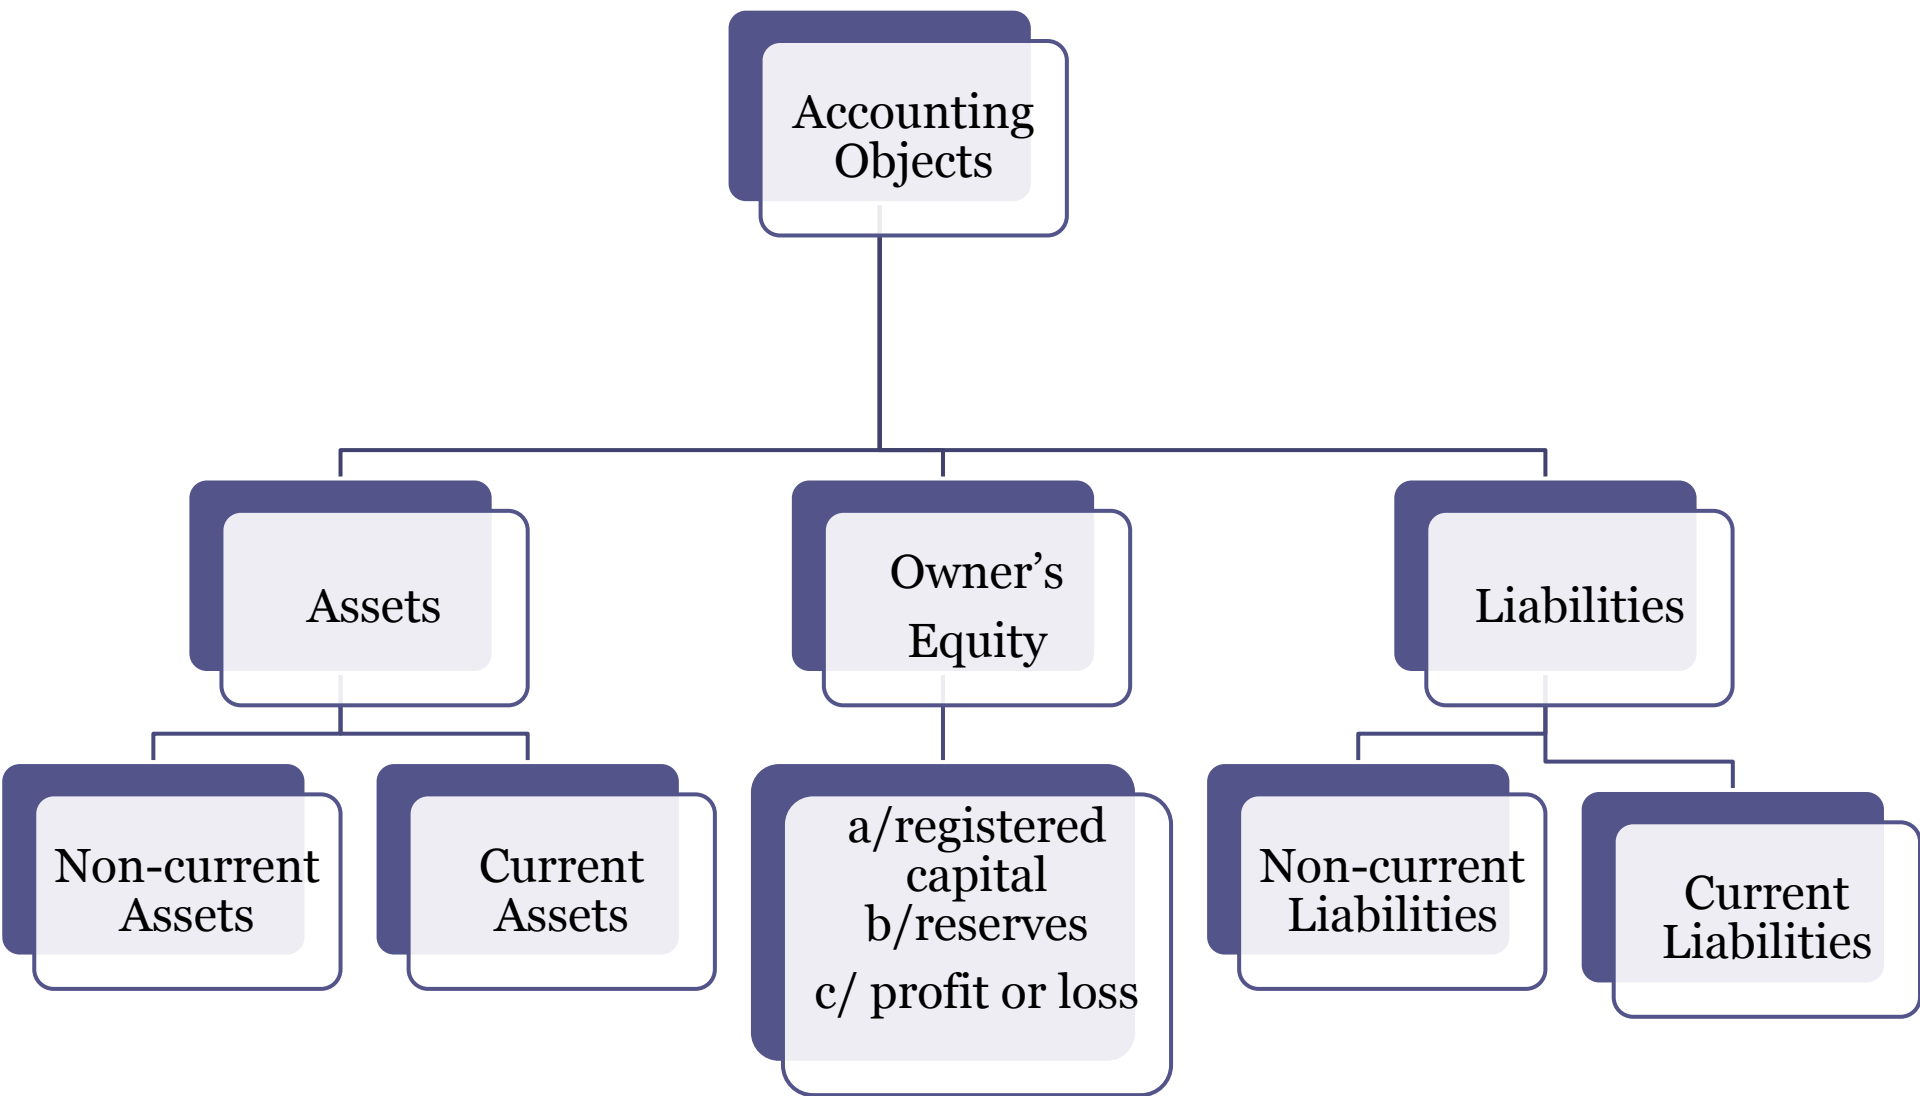 Accounting
Objects
Assets
Owner’s
Equity
Liabilities
Non-current
Assets
Current
Assets
a/registered
capital
b/reserves
c/ profit or loss
Non-current
Liabilities
Current
Liabilities